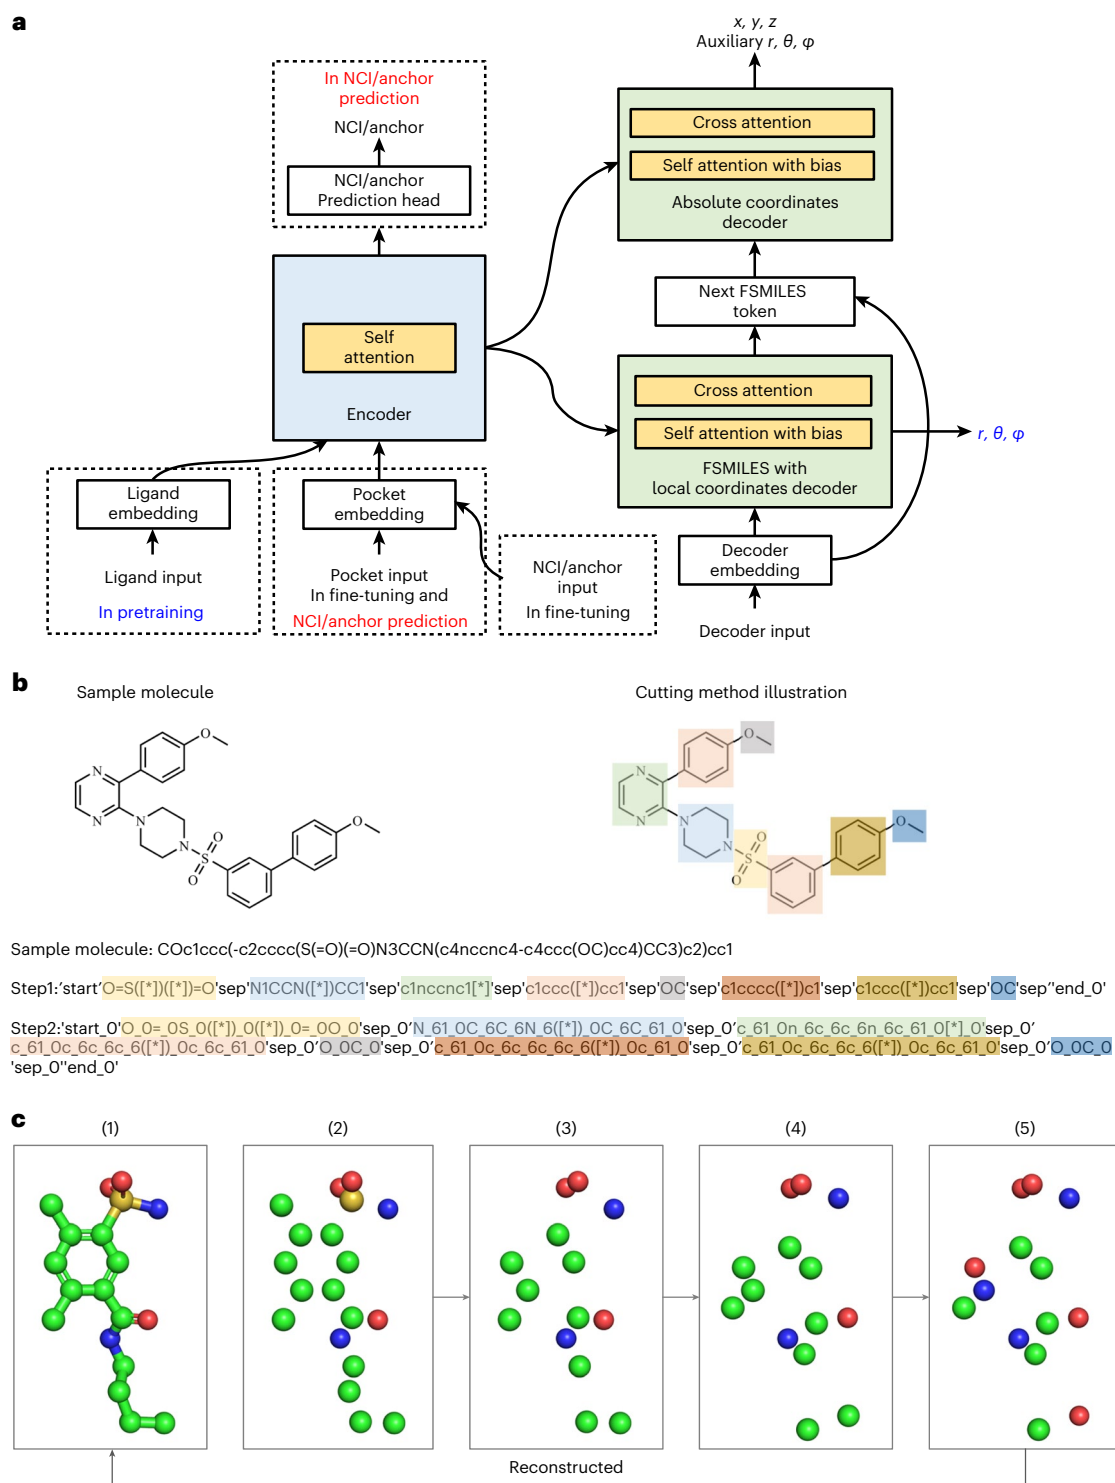 a
x, y, z
Auxiliary r, θ, φ
In NCI/anchor
prediction
NCI/anchor
NCI/anchor
Prediction head
Cross attention
Self attention with bias
Absolute coordinates
decoder
Next FSMILES
token
Self
attention
Encoder
Cross attention
Self attention with bias
FSMILES with
local coordinates decoder
r, θ, φ
Ligand
embedding
Pocket
embedding
Decoder
embedding
Ligand input
In pretraining
Pocket input
In fine-tuning and
NCI/anchor prediction
NCI/anchor
input
In fine-tuning
Decoder input
b
Sample molecule
Cutting method illustration
N
N
N
N
S
O
O
O
O
N
N
N
N
S
O
O
O
O
Sample molecule: COc1ccc(-c2cccc(S(=O)(=O)N3CCN(c4nccnc4-c4ccc(OC)cc4)CC3)c2)cc1
Step1:'start'O=S([*])([*])=O'sep'N1CCN([*])CC1'sep'c1nccnc1[*]'sep'c1ccc([*])cc1'sep'OC'sep'c1cccc([*])c1'sep'c1ccc([*])cc1'sep'OC'sep''end_0'
Step2:'start_0'O_0=_0S_0([*])_0([*])_0=_0O_0'sep_0'N_61_0C_6C_6N_6([*])_0C_6C_61_0'sep_0'c_61_0n_6c_6c_6n_6c_61_0[*]_0'sep_0'
c_61_0c_6c_6c_6([*])_0c_6c_61_0'sep_0'O_0C_0'sep_0'c_61_0c_6c_6c_6c_6([*])_0c_61_0'sep_0'c_61_0c_6c_6c_6([*])_0c_6c_61_0'sep_0'O_0C_0
'sep_0''end_0'
c
(1)
(2)
(3)
(4)
(5)
Reconstructed